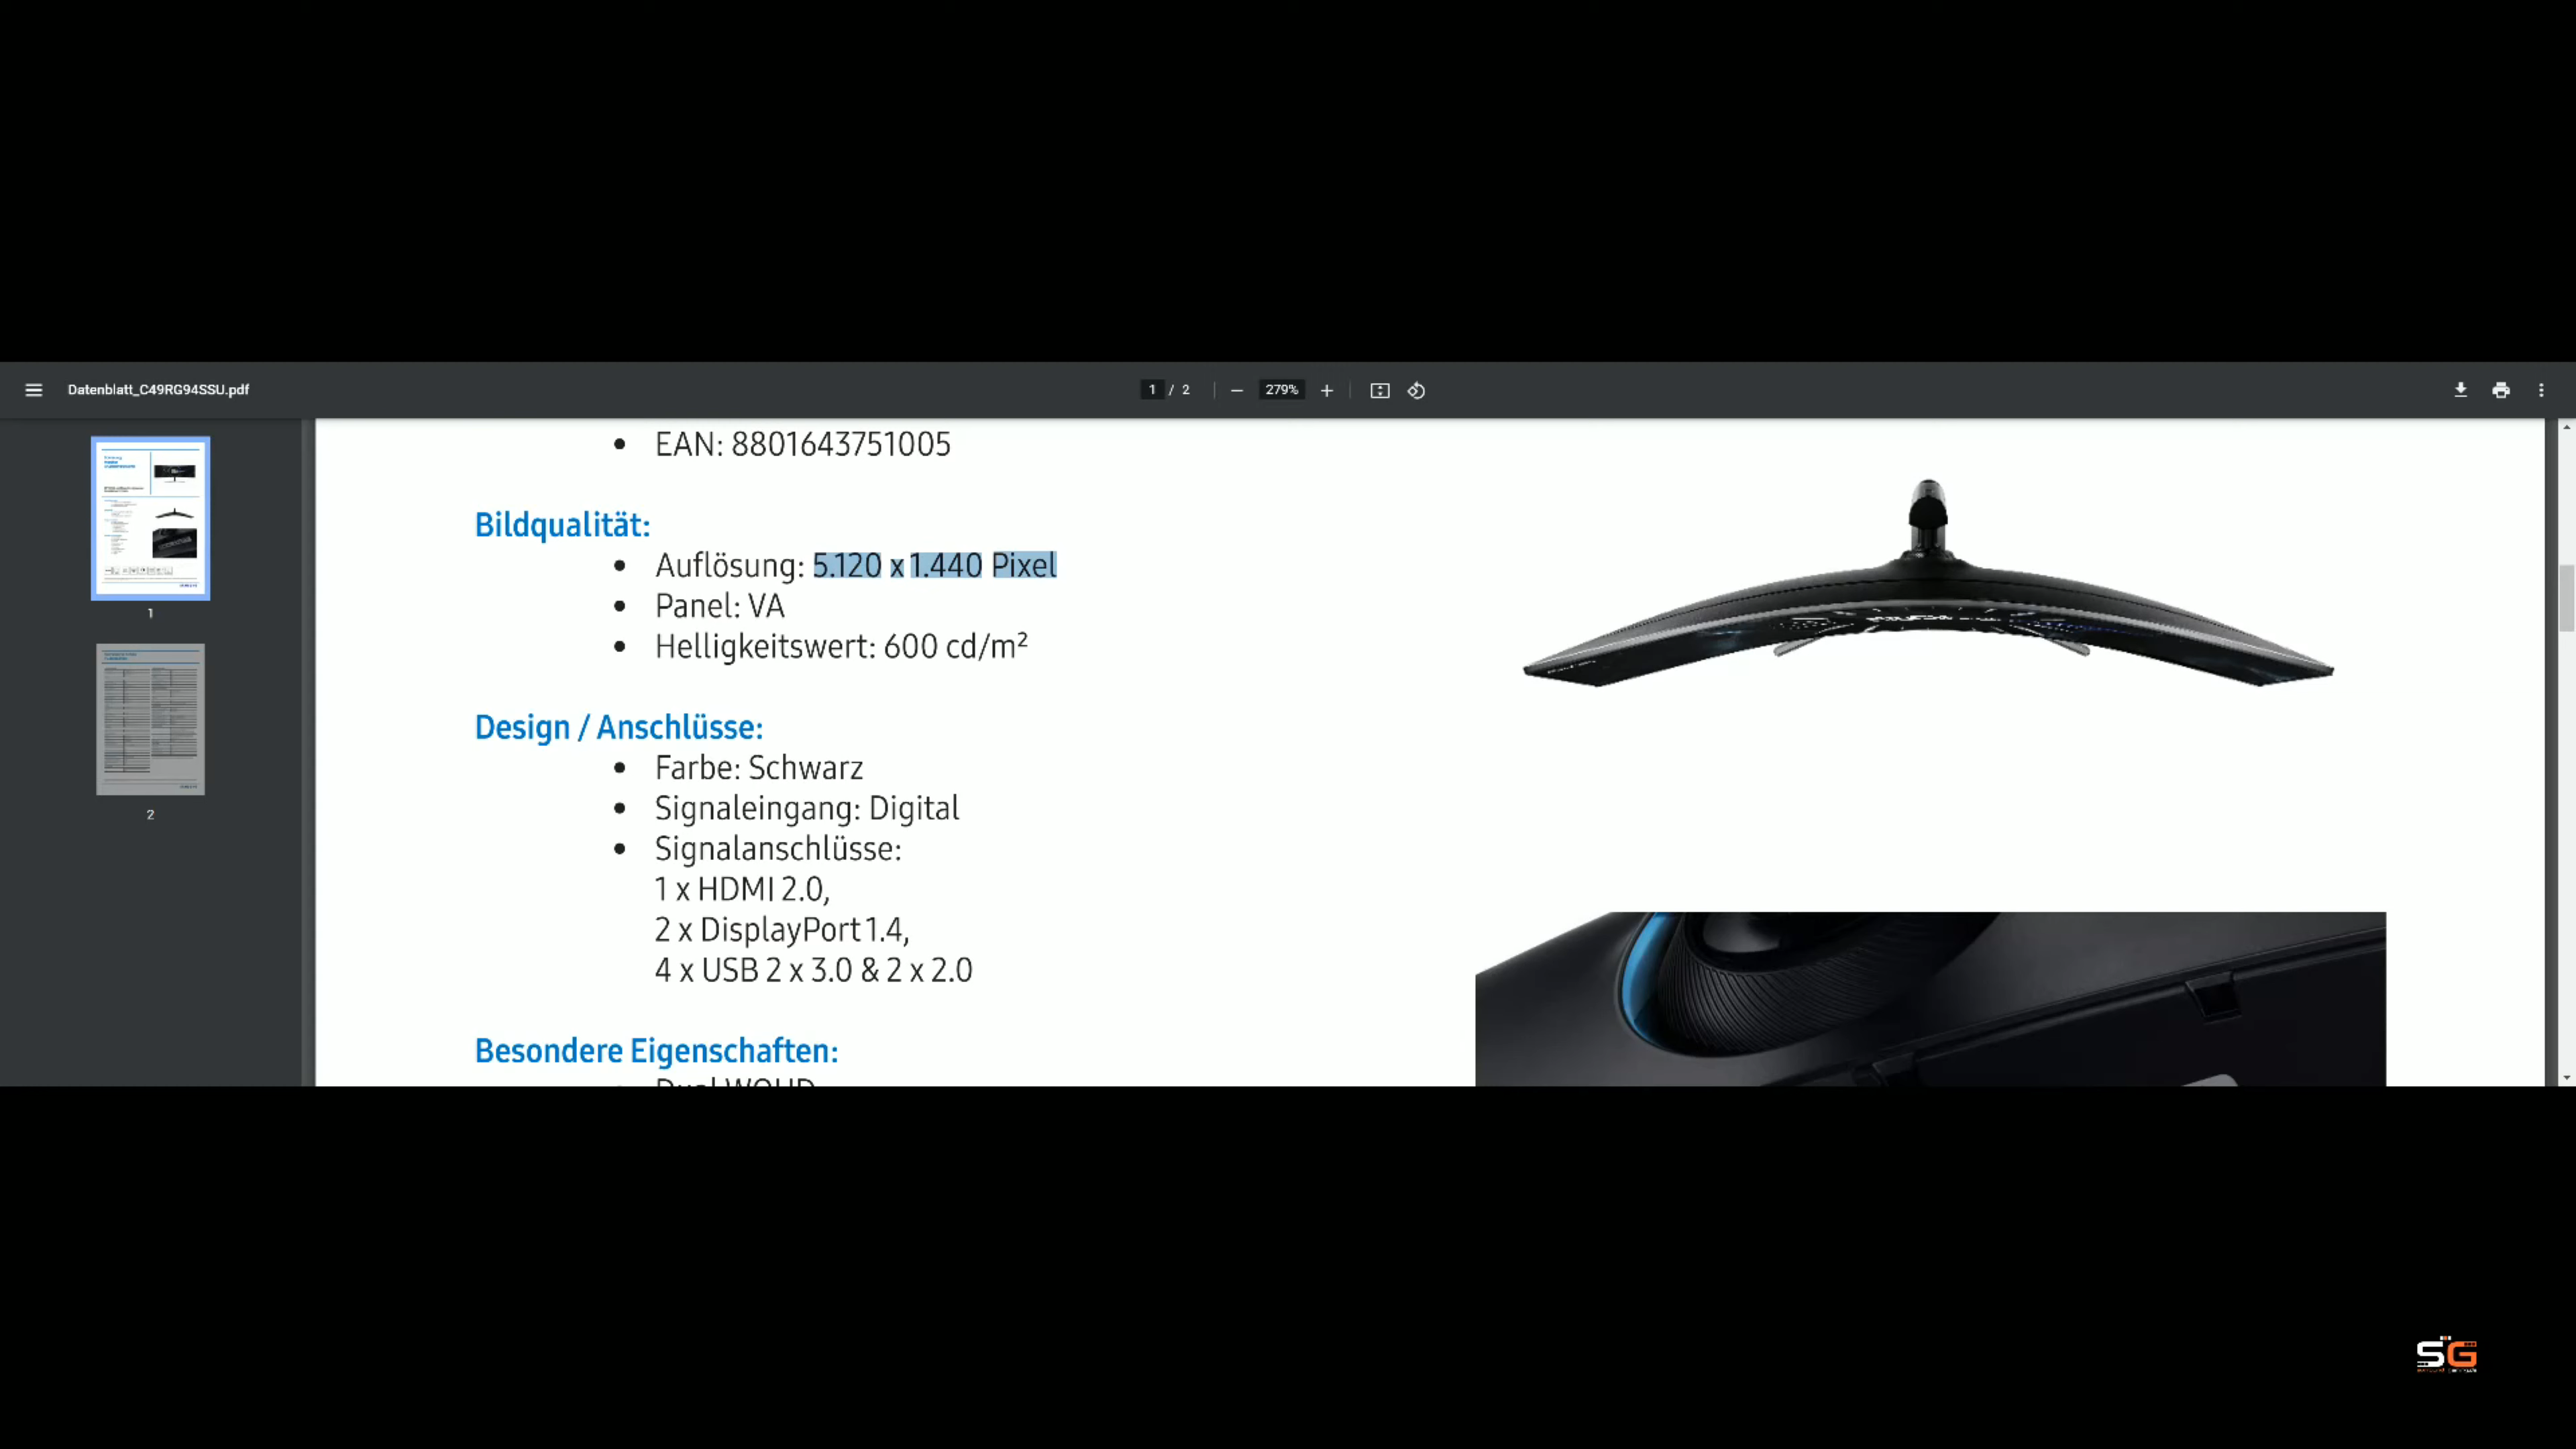 Datenblatt_C49RG94SSU.pdf
1 / 2
279%
EAN: 8801643751005
Bildqualität:
Auflösung: 5.120 x 1.440 Pixel
Panel: VA
Helligkeitswert: 600 cd/m²
Design / Anschlüsse:
Farbe: Schwarz
Signaleingang: Digital
Signalanschlüsse:
1 x HDMI 2.0,
2 x DisplayPort 1.4,
4 x USB 2 x 3.0 & 2 x 2.0
Besondere Eigenschaften:
Dual WQHD
1
2
SG